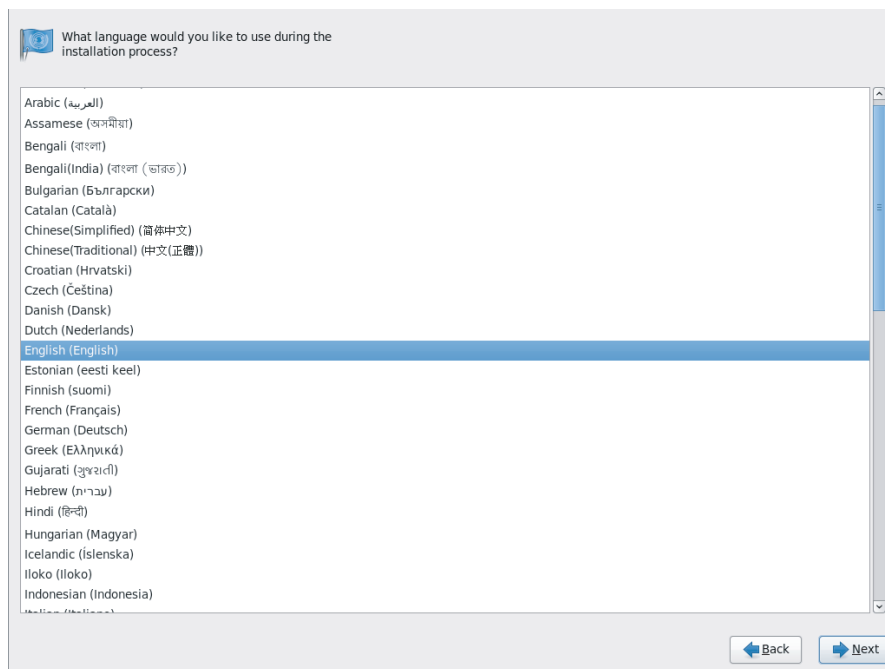 What language would you like to use during the
installation process?
Arabic (العربية)
Assamese (অসমীয়া)
Bengali (বাংলা)
Bengali(India) (বাংলা (ভারত))
Bulgarian (Български)
Catalan (Català)
Chinese(Simplified) (简体中文)
Chinese(Traditional) (中文(正體))
Croatian (Hrvatski)
Czech (Čeština)
Danish (Dansk)
Dutch (Nederlands)
English (English)
Estonian (eesti keel)
Finnish (suomi)
French (Français)
German (Deutsch)
Greek (Ελληνικά)
Gujarati (ગુજરાતી)
Hebrew (עברית)
Hindi (हिन्दी)
Hungarian (Magyar)
Icelandic (Íslenska)
Iloko (Iloko)
Indonesian (Indonesia)
Back
Next